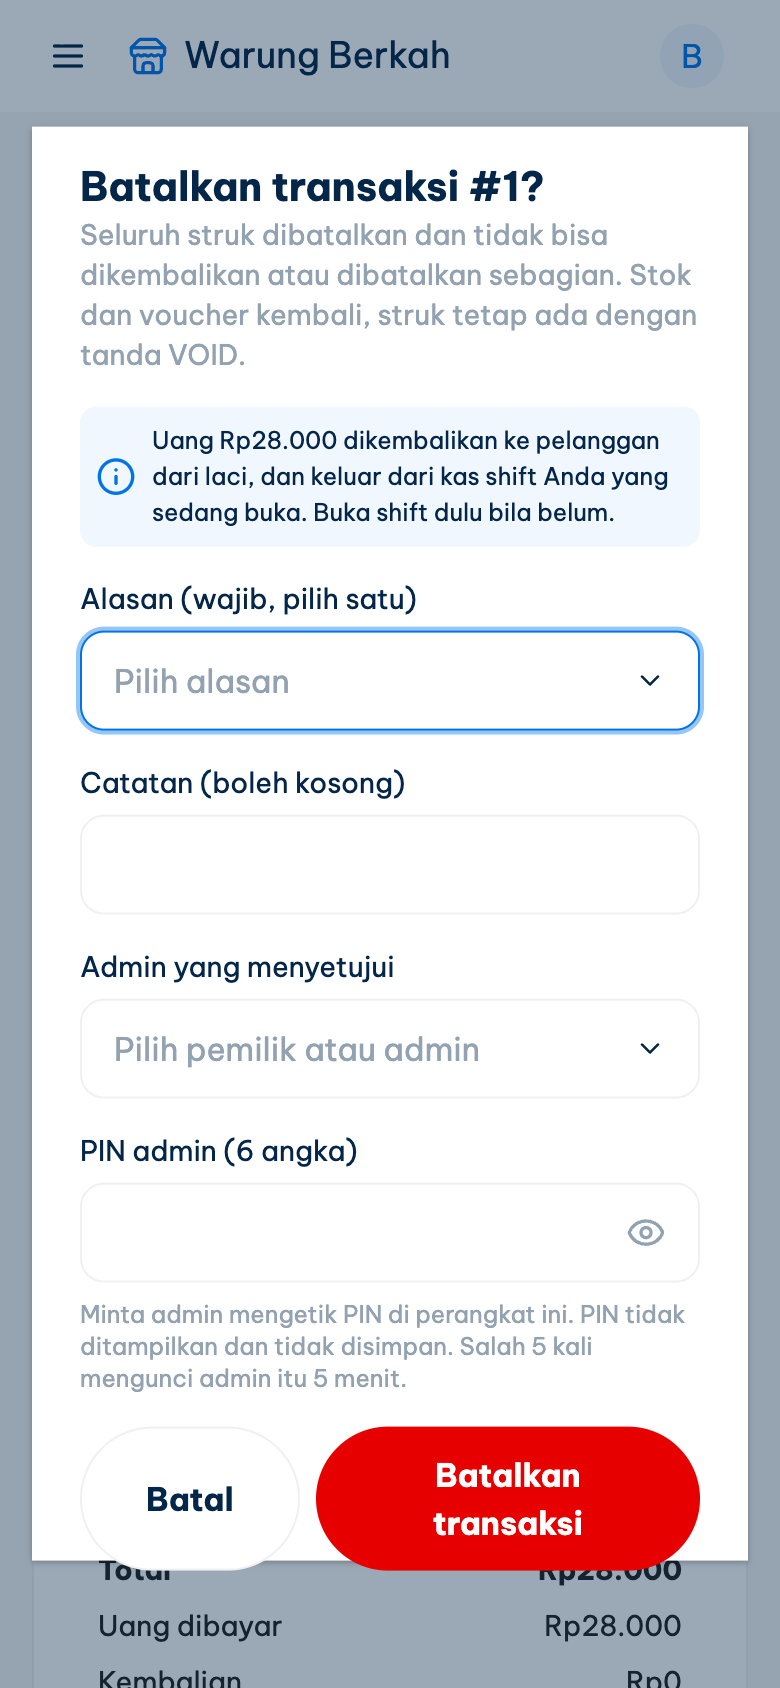 Warung Berkah
B
Batalkan transaksi #1?
Seluruh struk dibatalkan dan tidak bisa
dikembalikan atau dibatalkan sebagian. Stok
dan voucher kembali, struk tetap ada dengan
tanda VOID.
Uang Rp28.000 dikembalikan ke pelanggan
dari laci, dan keluar dari kas shift Anda yang
sedang buka. Buka shift dulu bila belum.
Alasan (wajib, pilih satu)
Pilih alasan
Catatan (boleh kosong)
Admin yang menyetujui
Pilih pemilik atau admin
PIN admin (6 angka)
Minta admin mengetik PIN di perangkat ini. PIN tidak
ditampilkan dan tidak disimpan. Salah 5 kali
mengunci admin itu 5 menit.
Batal
Batalkan
transaksi
Total Rp28.000
Uang dibayar Rp28.000
Kembalian Rp0